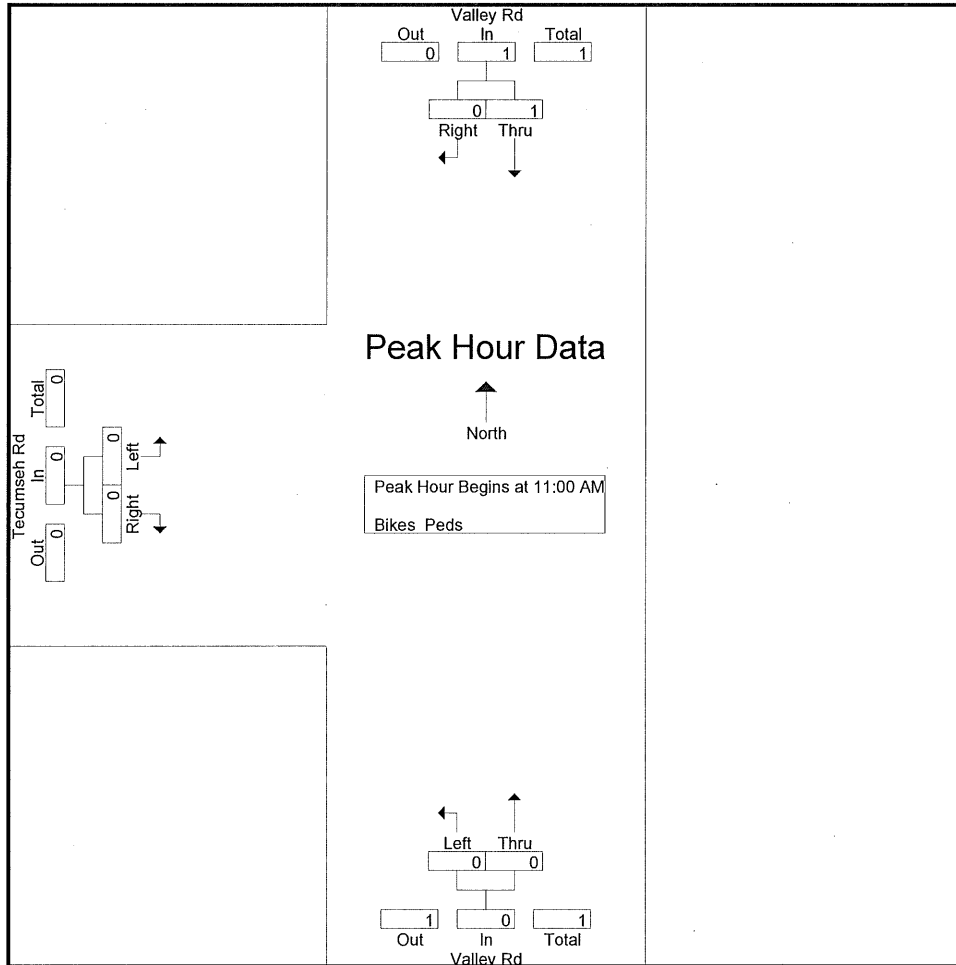 Valley Rd
Out In Total
0 1 1
0 1
Right Thru
Peak Hour Data
North
Peak Hour Begins at 11:00 AM
Bikes Peds
Tecumseh Rd
Out In Total
0 0 0
0 0
Right Left
Left Thru
0 0
1 0 1
Out In Total
Valley Rd